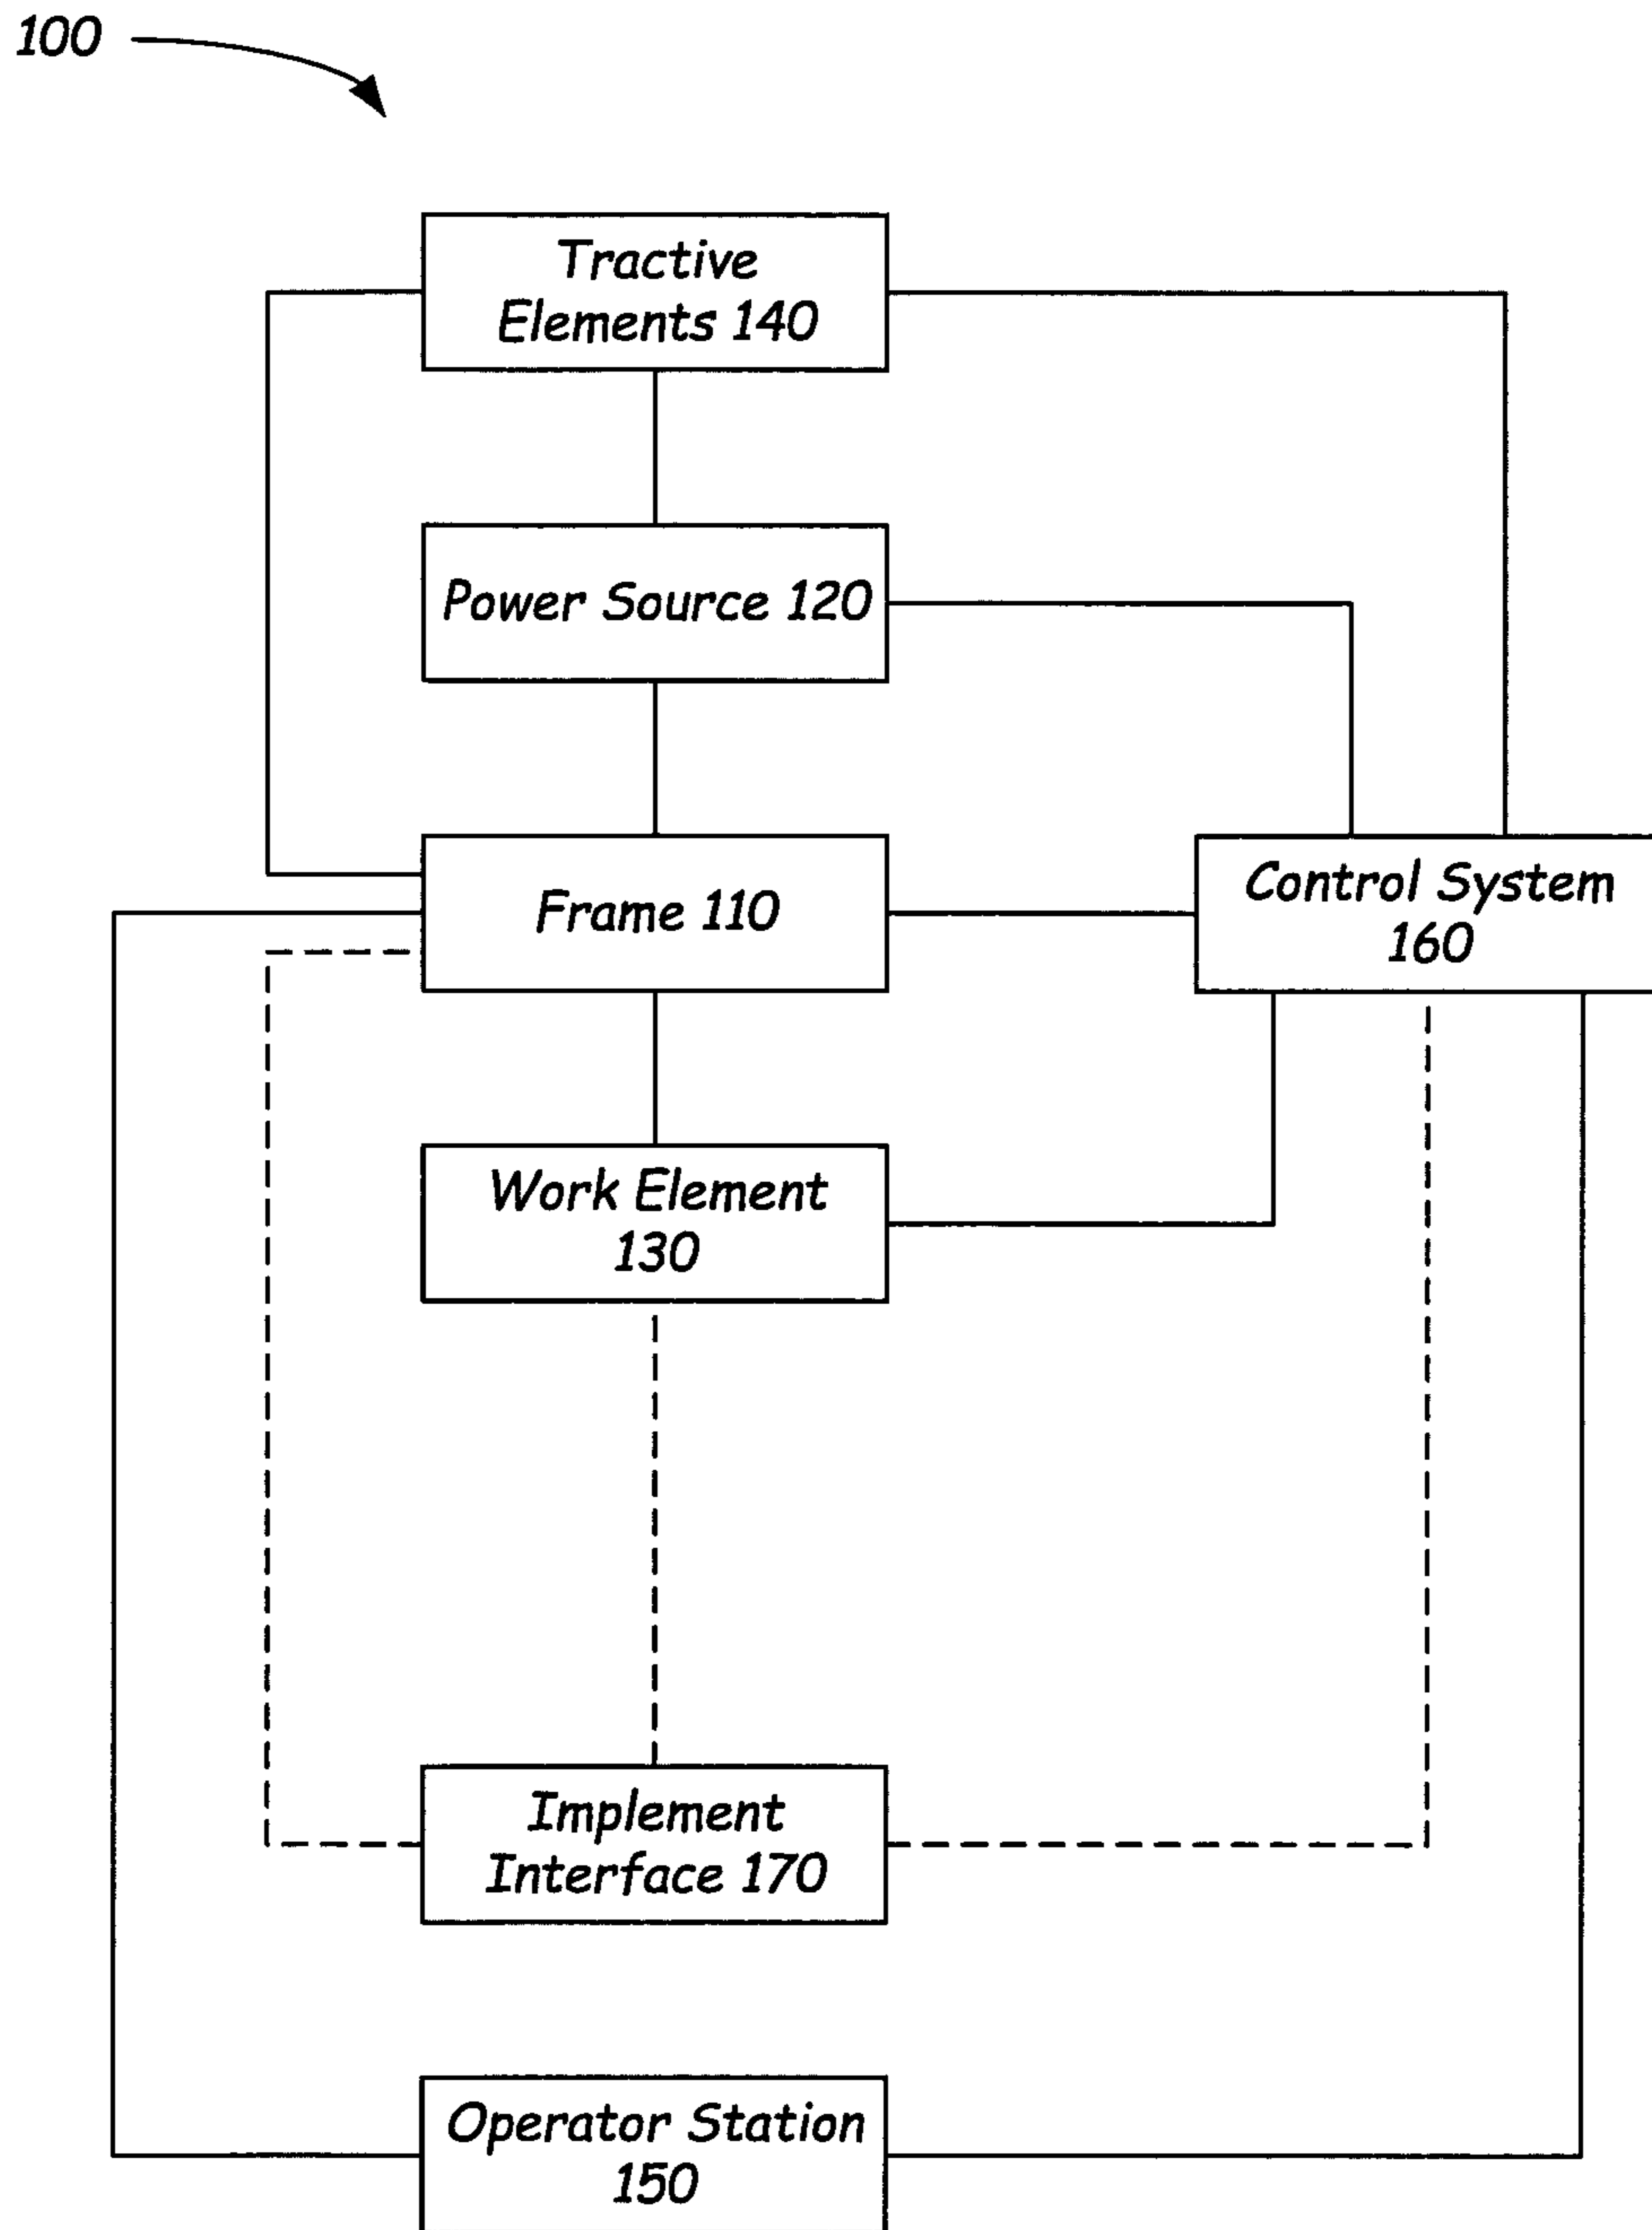 100
Tractive
Elements 140
Power Source 120
Frame 110
Control System
160
Work Element
130
Implement
Interface 170
Operator Station
150